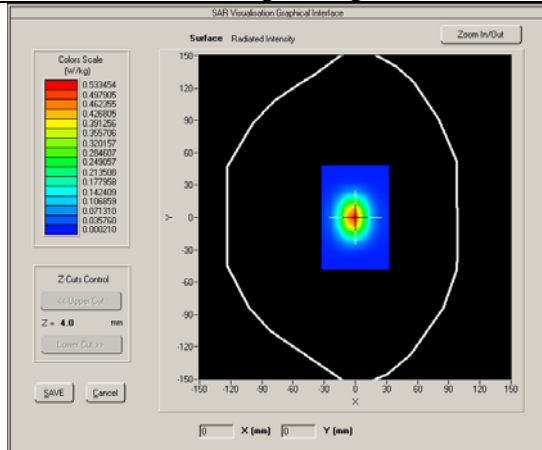 SAR Visualisation Graphical Interface
Surface Radiated Intensity
Zoom In/Out
Colors Scale
(W/kg)
0.533454
0.497905
0.462355
0.426805
0.391256
0.355706
0.320157
0.284607
0.249057
0.213508
0.177958
0.142409
0.106859
0.071310
0.035760
0.000210
Z-Cuts Control
<< Upper Cut
Z = 4.0 mm
Lower Cut >>
SAVE Cancel
150-
120-
90-
60-
30-
Y
0-
-30-
-60-
-90-
-120-
-150-
-150 -120 -90 -60 -30 0 30 60 90 120 150
X
0 X (mm) 0 Y (mm)